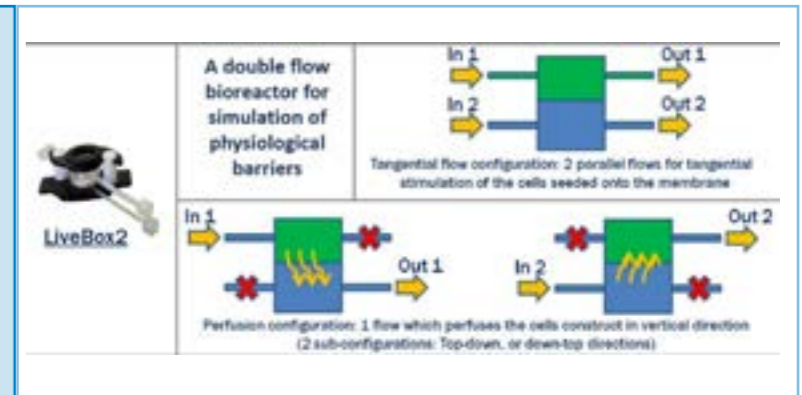 LiveBox2
A double flow
bioreactor for
simulation of
physiological
barriers
In 1
Out 1
In 2
Out 2
Tangential flow configuration: 2 parallel flows for tangential
stimulation of the cells seeded onto the membrane
In 1
Out 1
In 2
Out 2
Perfusion configuration: 1 flow which perfuses the cells construct in vertical direction
(2 sub-configurations: Top-down, or down-top directions)